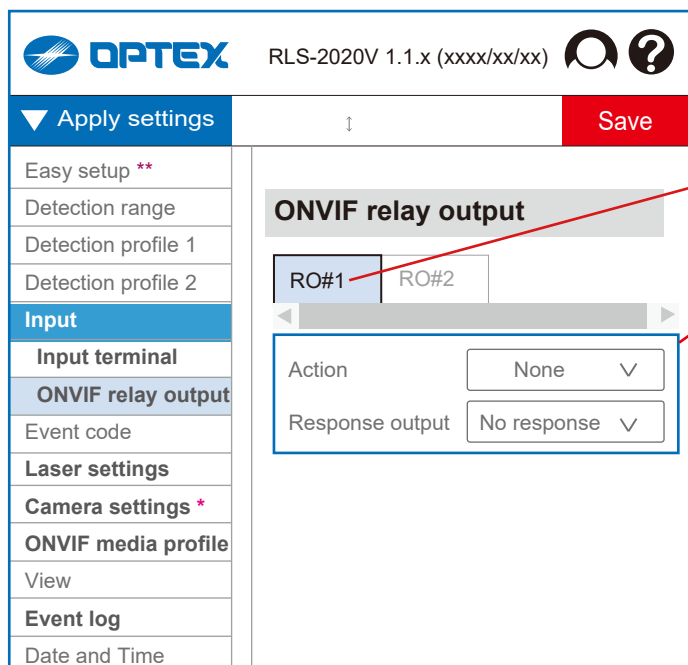 OPTEX
RLS-2020V 1.1.x (xxxx/xx/xx)
Apply settings
Save
Easy setup **
Detection range
Detection profile 1
Detection profile 2
Input
Input terminal
ONVIF relay output
Event code
Laser settings
Camera settings *
ONVIF media profile
View
Event log
Date and Time
ONVIF relay output
RO#1
RO#2
Action
None
Response output
No response